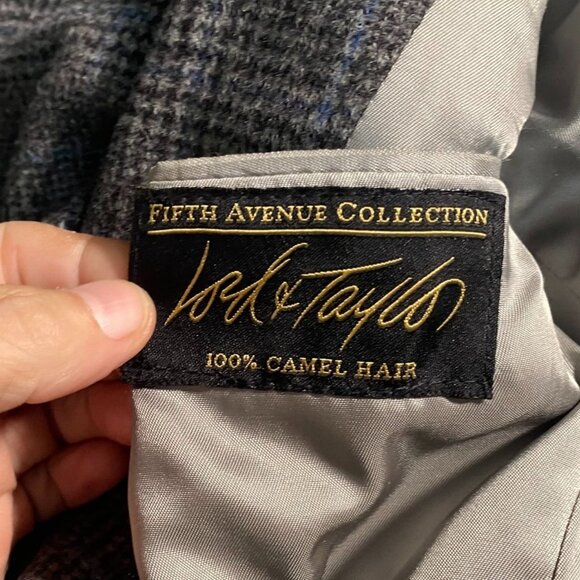 FIFTH AVENUE COLLECTION
Lord & Taylor
100% CAMEL HAIR